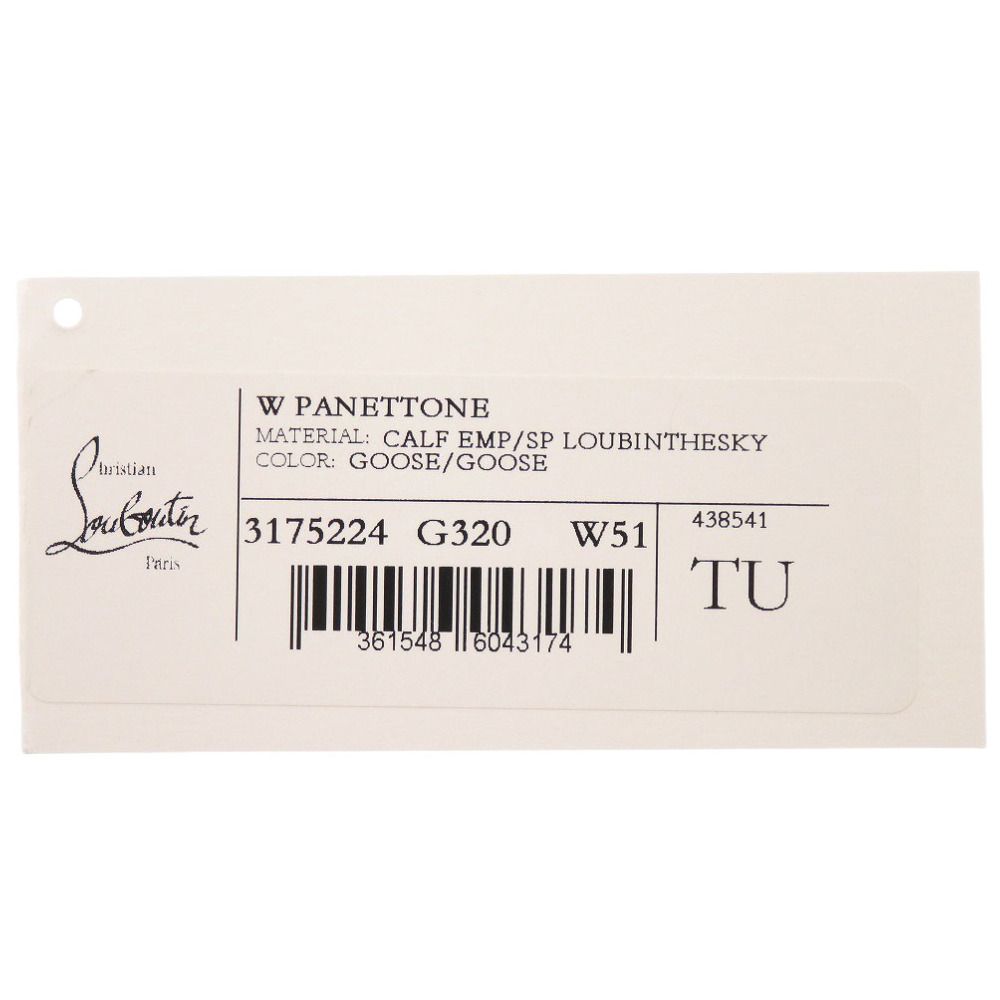 Christian
Louboutin
Paris
W PANETTONE
MATERIAL: CALF EMP/SP LOUBINTHESKY
COLOR: GOOSE/GOOSE
3175224 G320 W51
438541
TU
361548 6043174